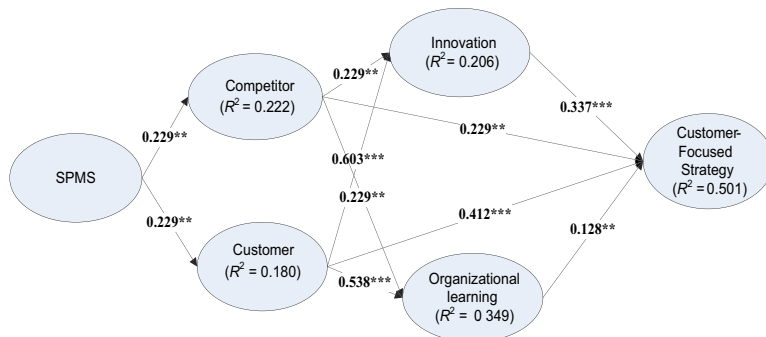 Innovation
(R² = 0.206)
Competitor
(R² = 0.222)
0.229**
0.337***
0.229**
0.229**
Customer-
Focused
Strategy
(R² = 0.501)
SPMS
0.603***
0.229**
0.229**
0.412***
0.128**
Customer
(R² = 0.180)
0.538***
Organizational
learning
(R² = 0 349)